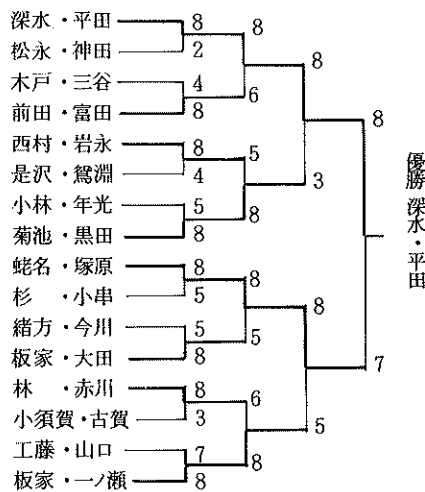 深水・平田 8
松永・神田 2
木戸・三谷 4
前田・富田 8
西村・岩永 8
是沢・鴛淵 4
小林・年光 5
菊池・黒田 8
蛯名・塚原 8
杉・小串 5
緒方・今川 5
板家・大田 8
林・赤川 8
小須賀・古賀 3
工藤・山口 7
板家・一ノ瀬 8
8
6
5
8
8
5
6
8
8
3
8
5
8
7
優勝 深水・平田